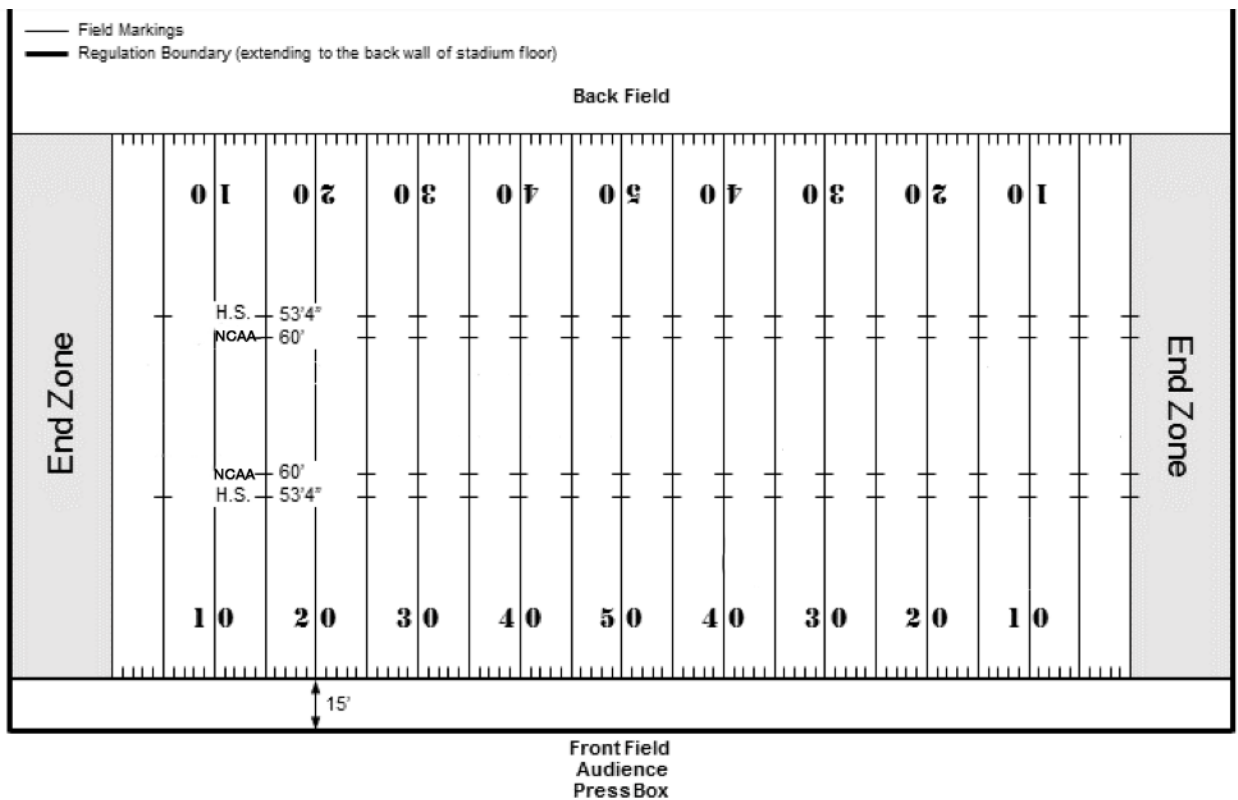 Field Markings
Regulation Boundary (extending to the back wall of stadium floor)
Back Field
10 20 30 40 50 40 30 20 10
H.S. 53'4"
NCAA 60'
End Zone
End Zone
NCAA 60'
H.S. 53'4"
10 20 30 40 50 40 30 20 10
15'
Front Field
Audience
Press Box